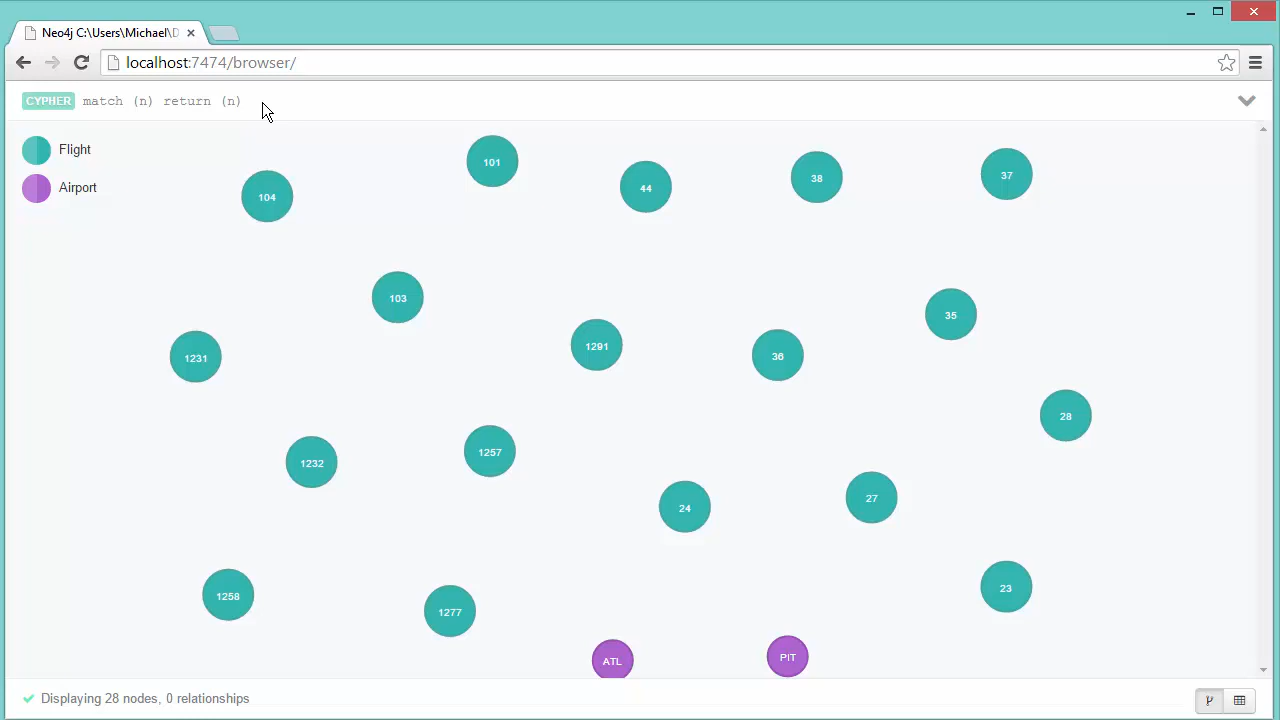 Neo4j C:\Users\Michael\D
localhost:7474/browser/
CYPHER match (n) return (n)
Flight
Airport
101
44
38
37
104
103
1291
36
35
1231
28
1232
1257
24
27
1258
1277
23
ATL
PIT
Displaying 28 nodes, 0 relationships